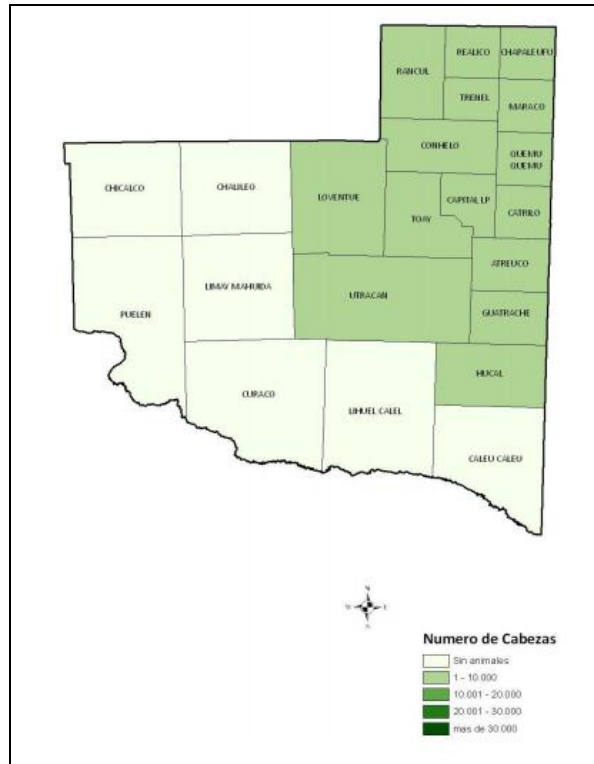 REALICO
CHAPALEUFU
RANCUL
TRENEL
MARACO
CONHELO
QUEMU
QUEMU
CHICALCO
CHALILEO
LOVENTUE
CAPITAL LP
CATRILO
TOAY
ATREUCO
LIMAY MAHUIDA
UTRACAN
PUELEN
GUATRACHE
HUCAL
CURACO
LIHUEL CALEL
CALEU CALEU
N
E
S
Numero de Cabezas
Sin animales
1 - 10.000
10.001 - 20.000
20.001 - 30.000
mas de 30.000